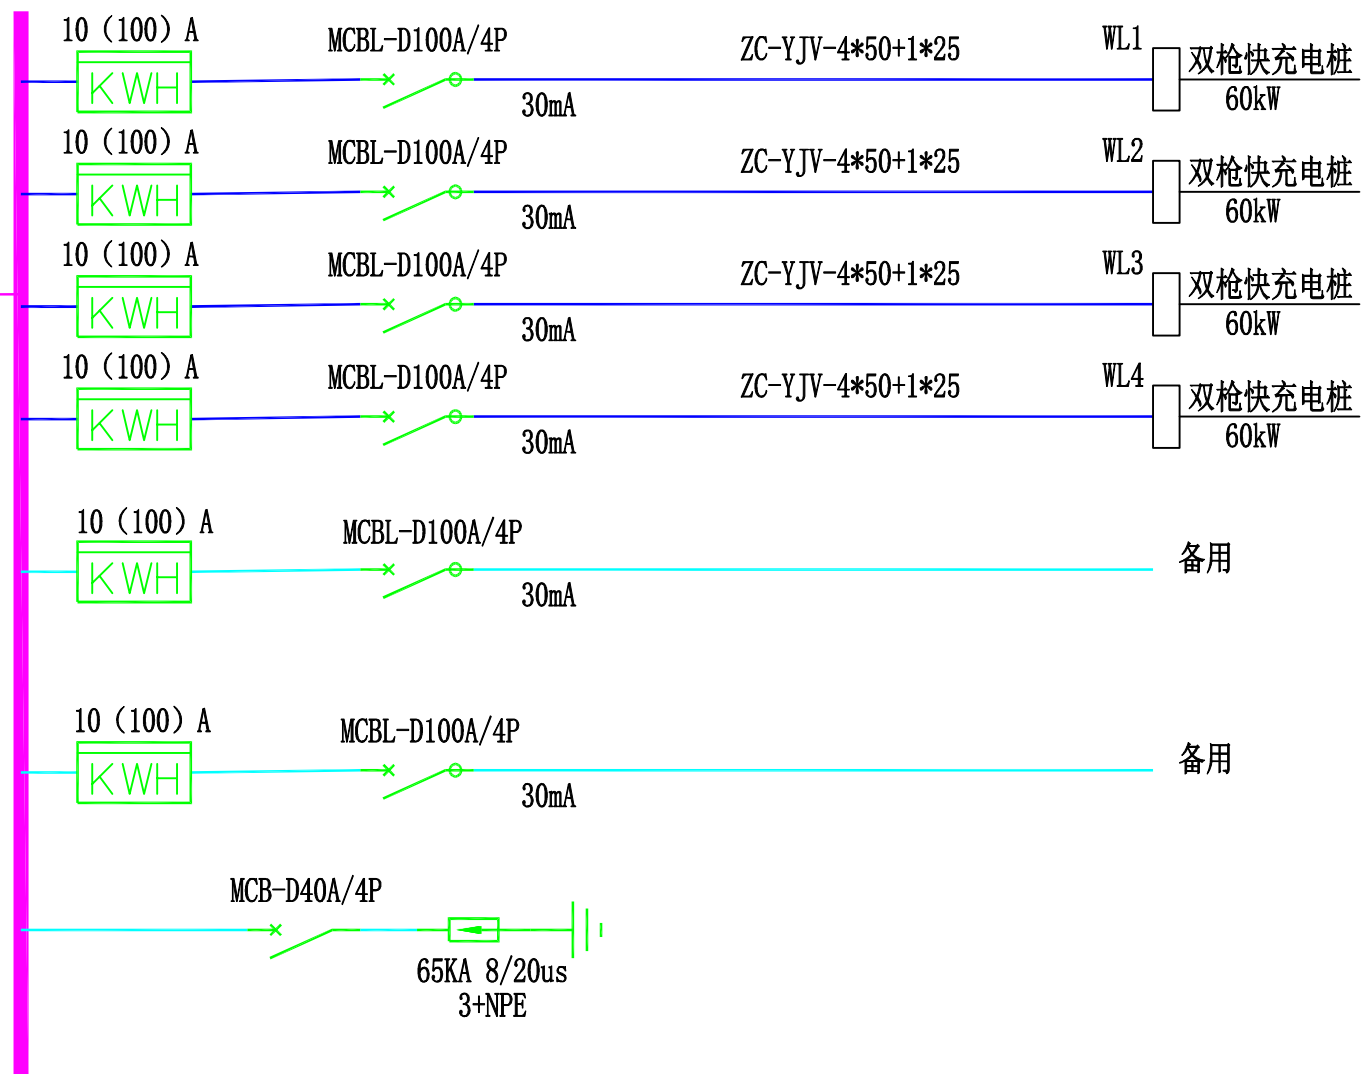 10（100）A
MCBL-D100A/4P
ZC-YJV-4*50+1*25
WL1
双枪快充电桩
KWH
30mA
60kW
10（100）A
MCBL-D100A/4P
ZC-YJV-4*50+1*25
WL2
双枪快充电桩
KWH
30mA
60kW
10（100）A
MCBL-D100A/4P
ZC-YJV-4*50+1*25
WL3
双枪快充电桩
KWH
30mA
60kW
10（100）A
MCBL-D100A/4P
ZC-YJV-4*50+1*25
WL4
双枪快充电桩
KWH
30mA
60kW
10（100）A
MCBL-D100A/4P
备用
KWH
30mA
10（100）A
MCBL-D100A/4P
备用
KWH
30mA
MCB-D40A/4P
65KA 8/20us
3+NPE